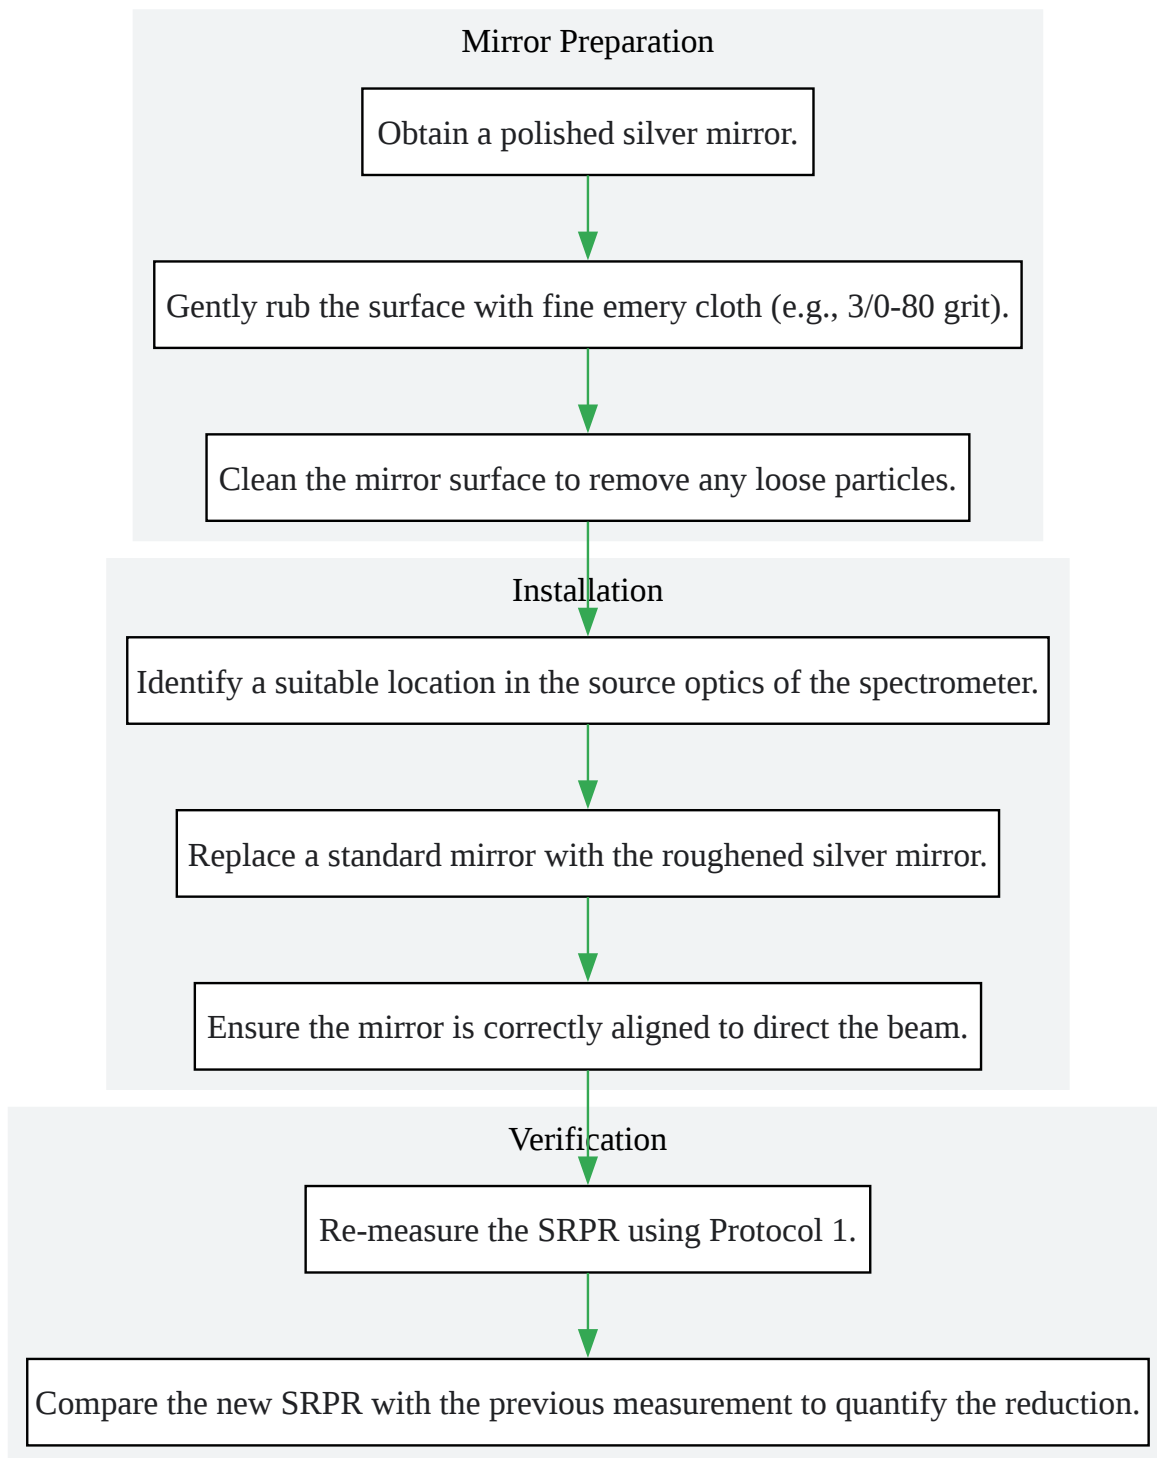 Mirror Preparation
Obtain a polished silver mirror.
Gently rub the surface with fine emery cloth (e.g., 3/0-80 grit).
Clean the mirror surface to remove any loose particles.
Installation
Identify a suitable location in the source optics of the spectrometer.
Replace a standard mirror with the roughened silver mirror.
Ensure the mirror is correctly aligned to direct the beam.
Verification
Re-measure the SRPR using Protocol 1.
Compare the new SRPR with the previous measurement to quantify the reduction.